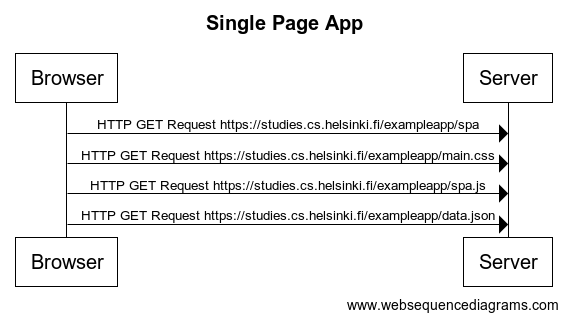 Single Page App
Browser Server
HTTP GET Request https://studies.cs.helsinki.fi/exampleapp/spa
HTTP GET Request https://studies.cs.helsinki.fi/exampleapp/main.css
HTTP GET Request https://studies.cs.helsinki.fi/exampleapp/spa.js
HTTP GET Request https://studies.cs.helsinki.fi/exampleapp/data.json
Browser Server
www.websequencediagrams.com